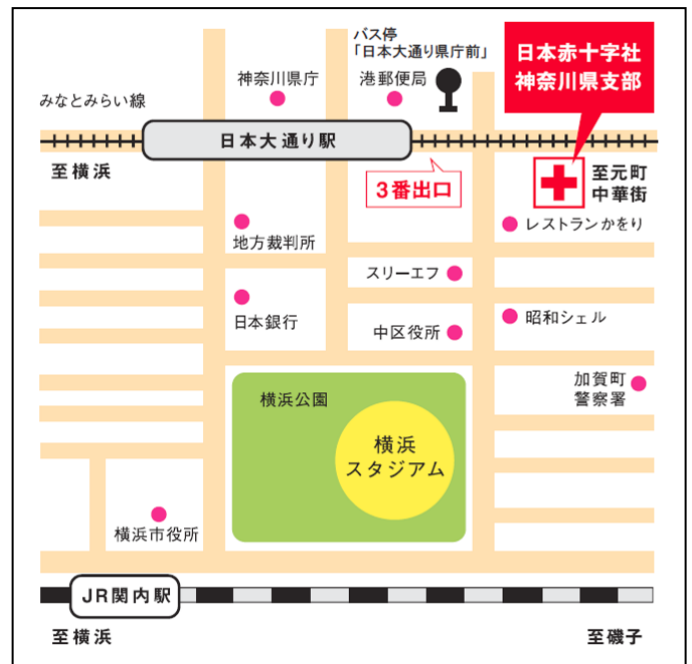 バス停
「日本大通り県庁前」
日本赤十字社
神奈川県支部
神奈川県庁
港郵便局
みなとみらい線
日本大通り駅
至横浜
3番出口
至元町
中華街
レストランかをり
地方裁判所
スリーエフ
日本銀行
中区役所
昭和シェル
加賀町
警察署
横浜公園
横浜
スタジアム
横浜市役所
JR関内駅
至横浜
至磯子